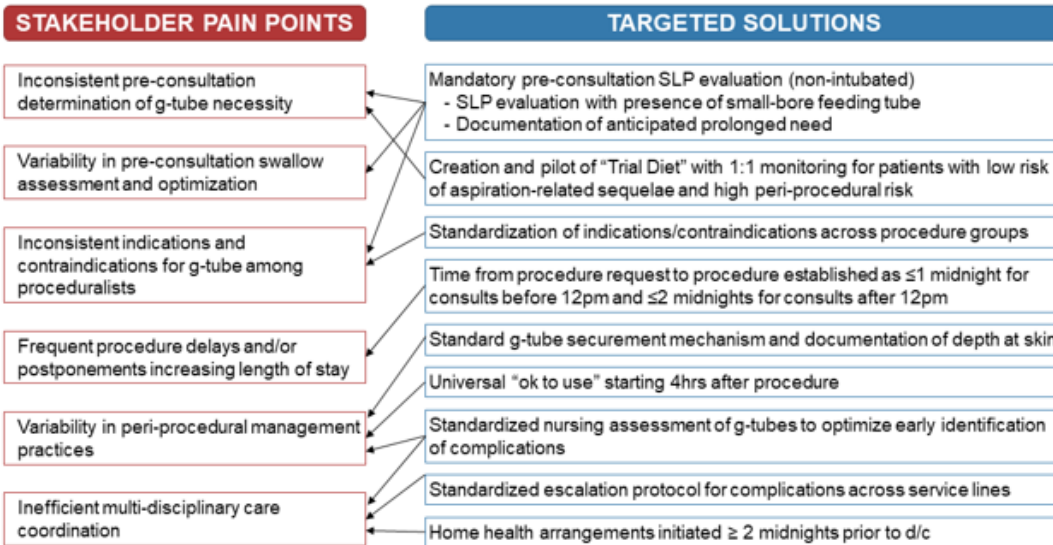 STAKEHOLDER PAIN POINTS
Inconsistent pre-consultation
determination of g-tube necessity
Variability in pre-consultation swallow
assessment and optimization
Inconsistent indications and
contraindications for g-tube among
proceduralists
Frequent procedure delays and/or
postponements increasing length of stay
Variability in peri-procedural management
practices
Inefficient multi-disciplinary care
coordination
TARGETED SOLUTIONS
Mandatory pre-consultation SLP evaluation (non-intubated)
- SLP evaluation with presence of small-bore feeding tube
- Documentation of anticipated prolonged need
Creation and pilot of “Trial Diet” with 1:1 monitoring for patients with low risk
of aspiration-related sequelae and high peri-procedural risk
Standardization of indications/contraindications across procedure groups
Time from procedure request to procedure established as ≤1 midnight for
consults before 12pm and ≤2 midnights for consults after 12pm
Standard g-tube securement mechanism and documentation of depth at skin
Universal “ok to use” starting 4hrs after procedure
Standardized nursing assessment of g-tubes to optimize early identification
of complications
Standardized escalation protocol for complications across service lines
Home health arrangements initiated ≥ 2 midnights prior to d/c